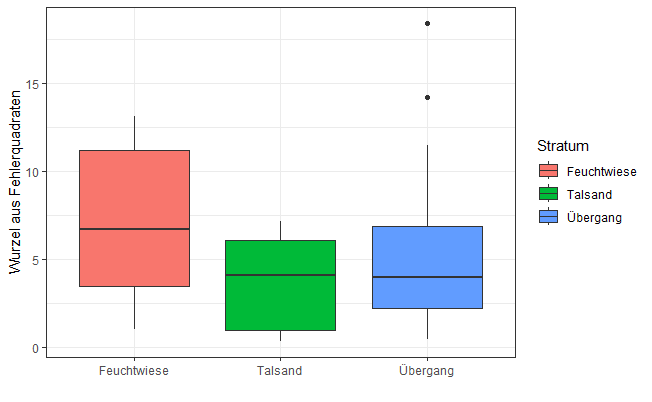 Wurzel aus Fehlerquadraten
15
10
5
0
Feuchtwiese
Talsand
Übergang
Stratum
Feuchtwiese
Talsand
Übergang